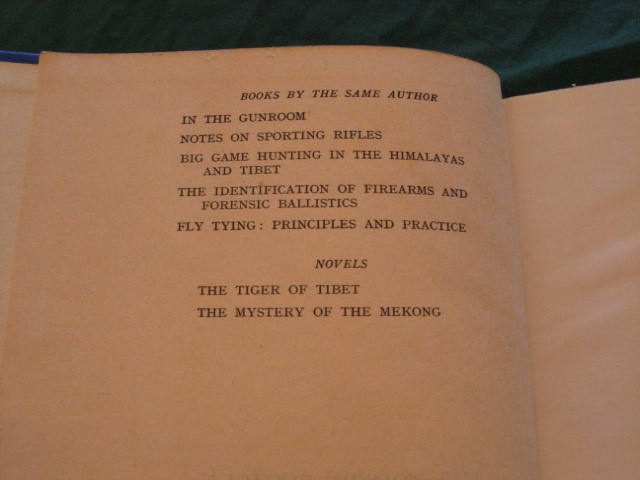 BOOKS BY THE SAME AUTHOR
IN THE GUNROOM
NOTES ON SPORTING RIFLES
BIG GAME HUNTING IN THE HIMALAYAS
AND TIBET
THE IDENTIFICATION OF FIREARMS AND
FORENSIC BALLISTICS
FLY TYING: PRINCIPLES AND PRACTICE
NOVELS
THE TIGER OF TIBET
THE MYSTERY OF THE MEKONG